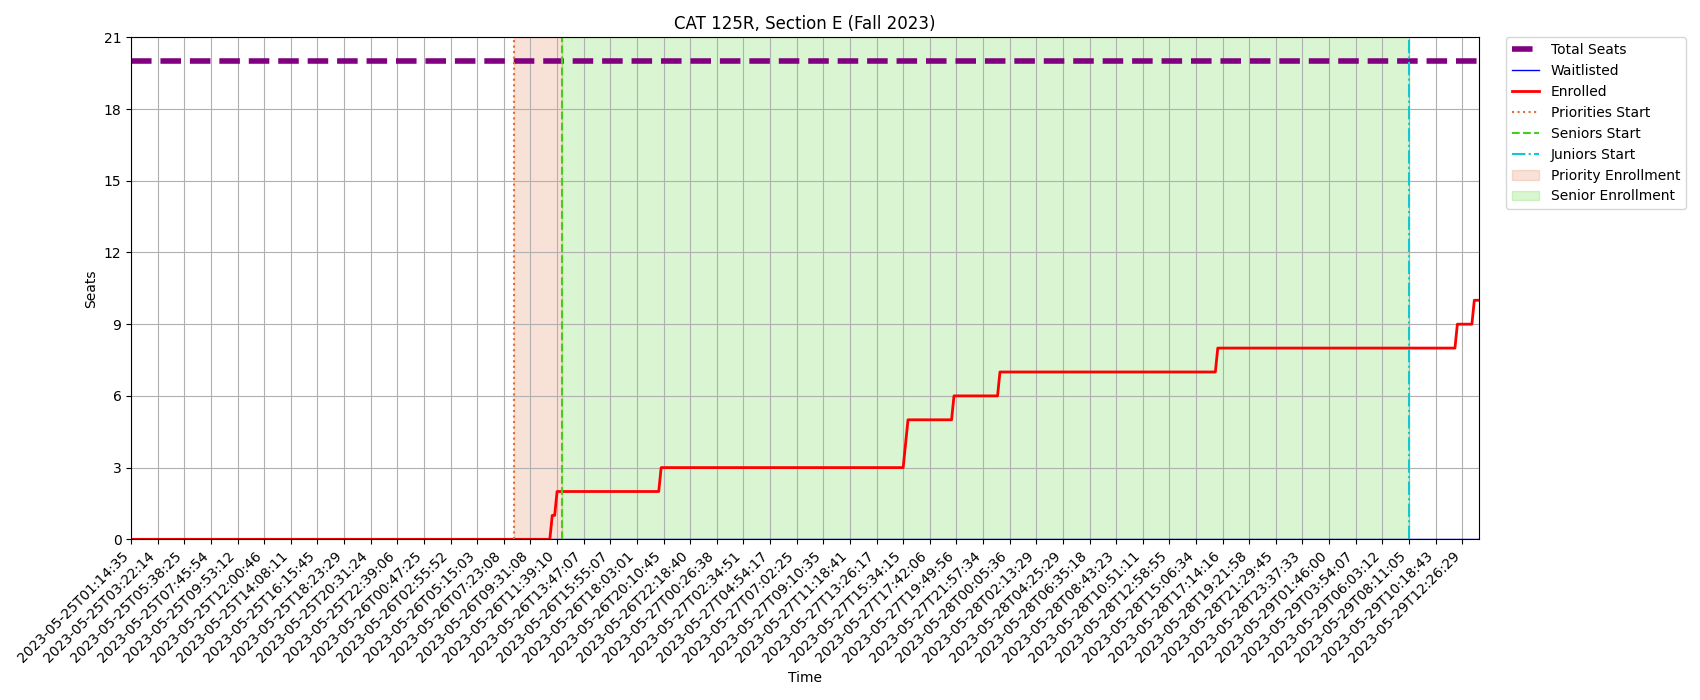 CAT 125R, Section E (Fall 2023)
Total Seats
Waitlisted
Enrolled
Priorities Start
Seniors Start
Juniors Start
Priority Enrollment
Senior Enrollment
Seats
21
18
15
12
9
6
3
0
2023-05-25T01:14:35
2023-05-25T03:22:14
2023-05-25T05:38:25
2023-05-25T07:45:54
2023-05-25T09:53:12
2023-05-25T12:00:46
2023-05-25T14:08:11
2023-05-25T16:15:45
2023-05-25T18:23:29
2023-05-25T20:31:24
2023-05-25T22:39:06
2023-05-26T00:47:25
2023-05-26T02:55:52
2023-05-26T05:15:03
2023-05-26T07:23:08
2023-05-26T09:31:08
2023-05-26T11:39:10
2023-05-26T13:47:07
2023-05-26T15:55:07
2023-05-26T18:03:01
2023-05-26T20:10:45
2023-05-26T22:18:40
2023-05-27T00:26:38
2023-05-27T02:34:51
2023-05-27T04:54:17
2023-05-27T07:02:25
2023-05-27T09:10:35
2023-05-27T11:18:41
2023-05-27T13:26:17
2023-05-27T15:34:15
2023-05-27T17:42:06
2023-05-27T19:49:56
2023-05-27T21:57:34
2023-05-28T00:05:36
2023-05-28T02:13:29
2023-05-28T04:25:29
2023-05-28T06:35:18
2023-05-28T08:43:23
2023-05-28T10:51:11
2023-05-28T12:58:55
2023-05-28T15:06:34
2023-05-28T17:14:16
2023-05-28T19:21:58
2023-05-28T21:29:45
2023-05-28T23:37:33
2023-05-29T01:46:00
2023-05-29T03:54:07
2023-05-29T06:03:12
2023-05-29T08:11:05
2023-05-29T10:18:43
2023-05-29T12:26:29
Time